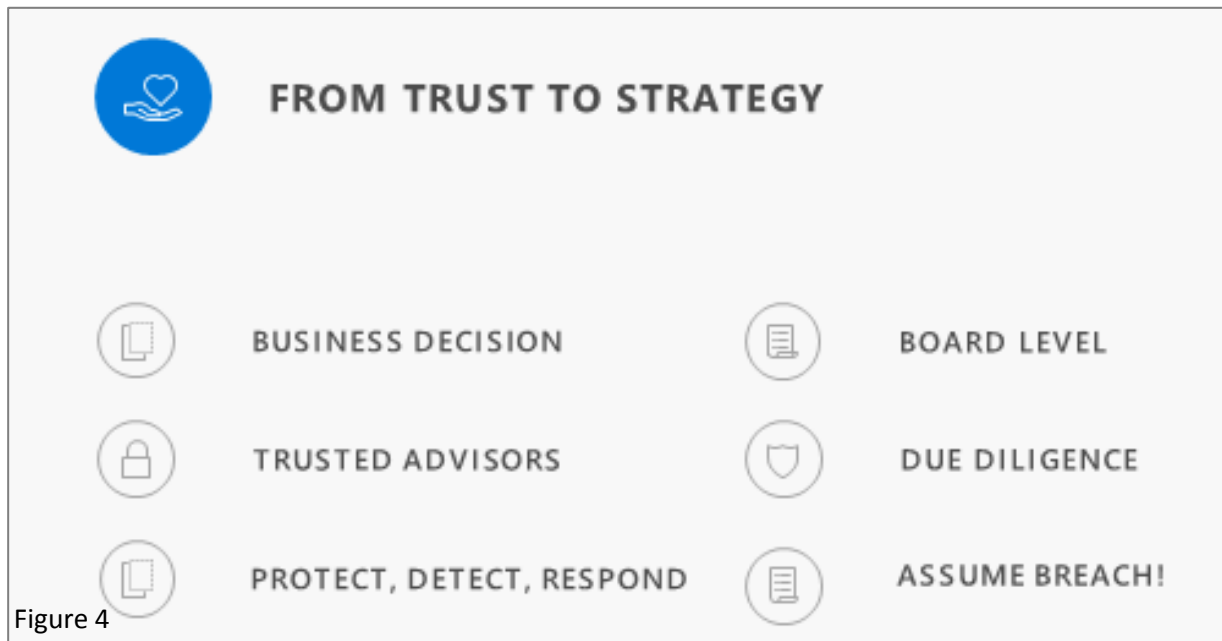 FROM TRUST TO STRATEGY
BUSINESS DECISION
BOARD LEVEL
TRUSTED ADVISORS
DUE DILIGENCE
PROTECT, DETECT, RESPOND
ASSUME BREACH!
Figure 4